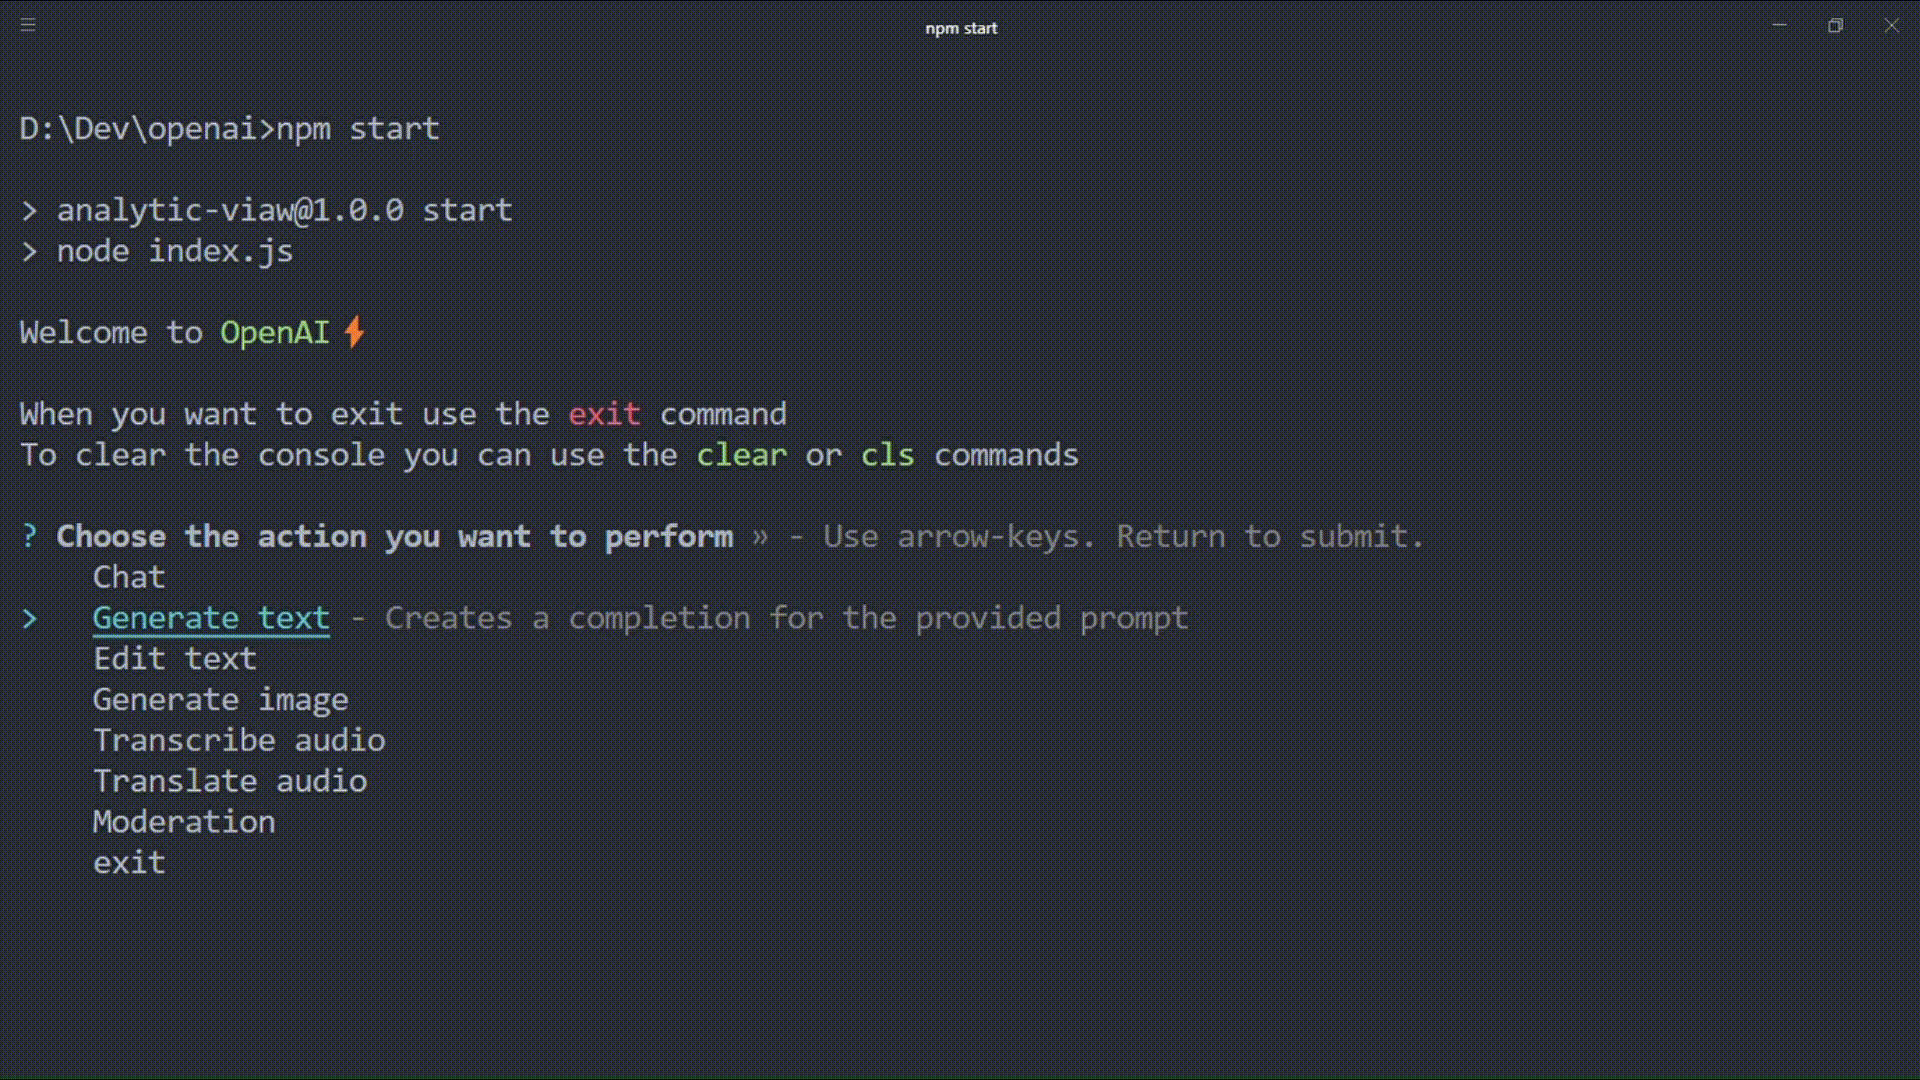 npm start
D:\Dev\openai>npm start
> analytic-viaw@1.0.0 start
> node index.js
Welcome to OpenAI⚡
When you want to exit use the exit command
To clear the console you can use the clear or cls commands
? Choose the action you want to perform » - Use arrow-keys. Return to submit.
Chat
> Generate text - Creates a completion for the provided prompt
Edit text
Generate image
Transcribe audio
Translate audio
Moderation
exit